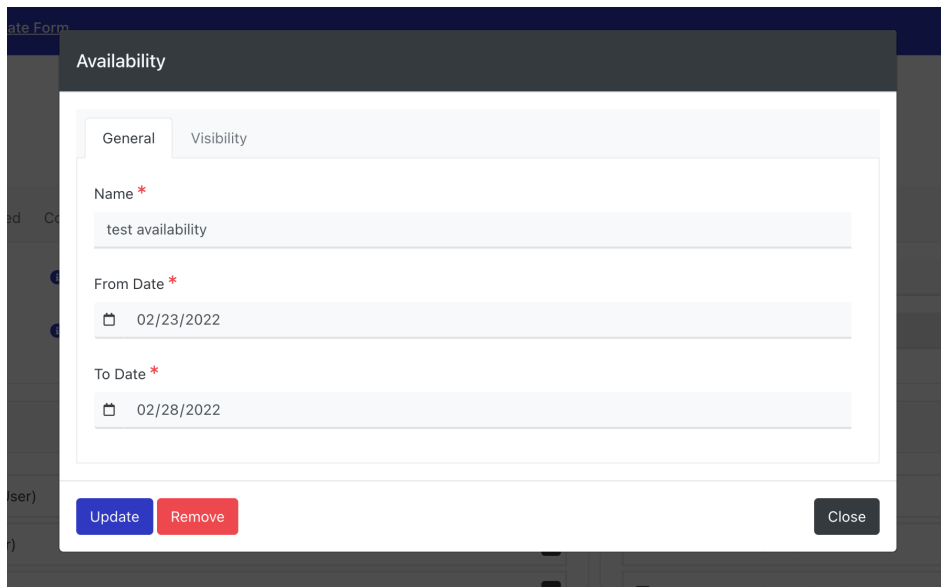 ate Form
Availability
General Visibility
Name *
ed Co
test availability
From Date *
02/23/2022
To Date *
02/28/2022
User)
Update Remove Close
r)